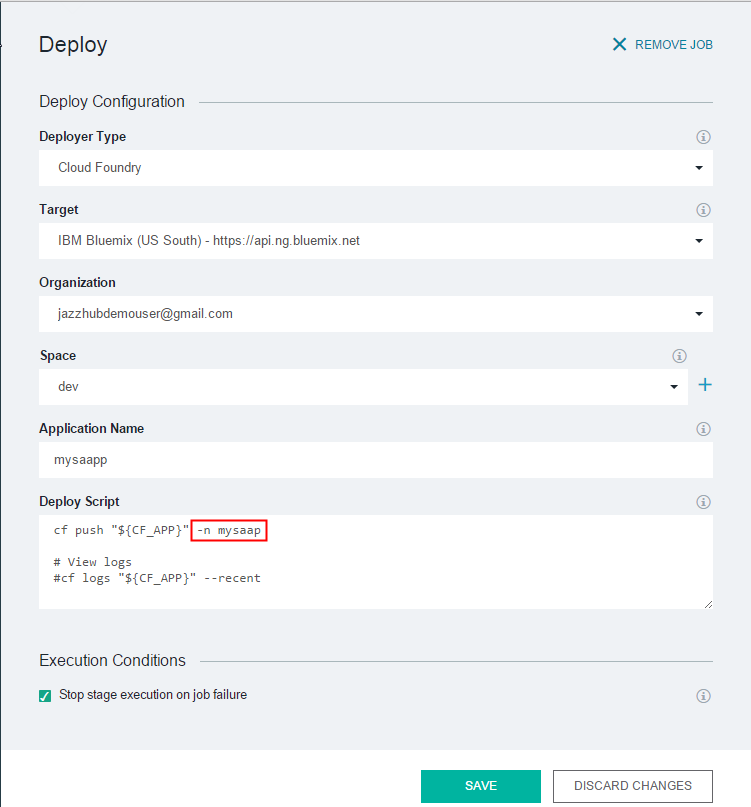 Deploy
REMOVE JOB
Deploy Configuration
Deployer Type
Cloud Foundry
Target
IBM Bluemix (US South) - https://api.ng.bluemix.net
Organization
jazzhubdemouser@gmail.com
Space
dev
Application Name
mysaapp
Deploy Script
cf push "${CF_APP}" -n mysaap
# View logs
#cf logs "${CF_APP}" --recent
Execution Conditions
Stop stage execution on job failure
SAVE
DISCARD CHANGES